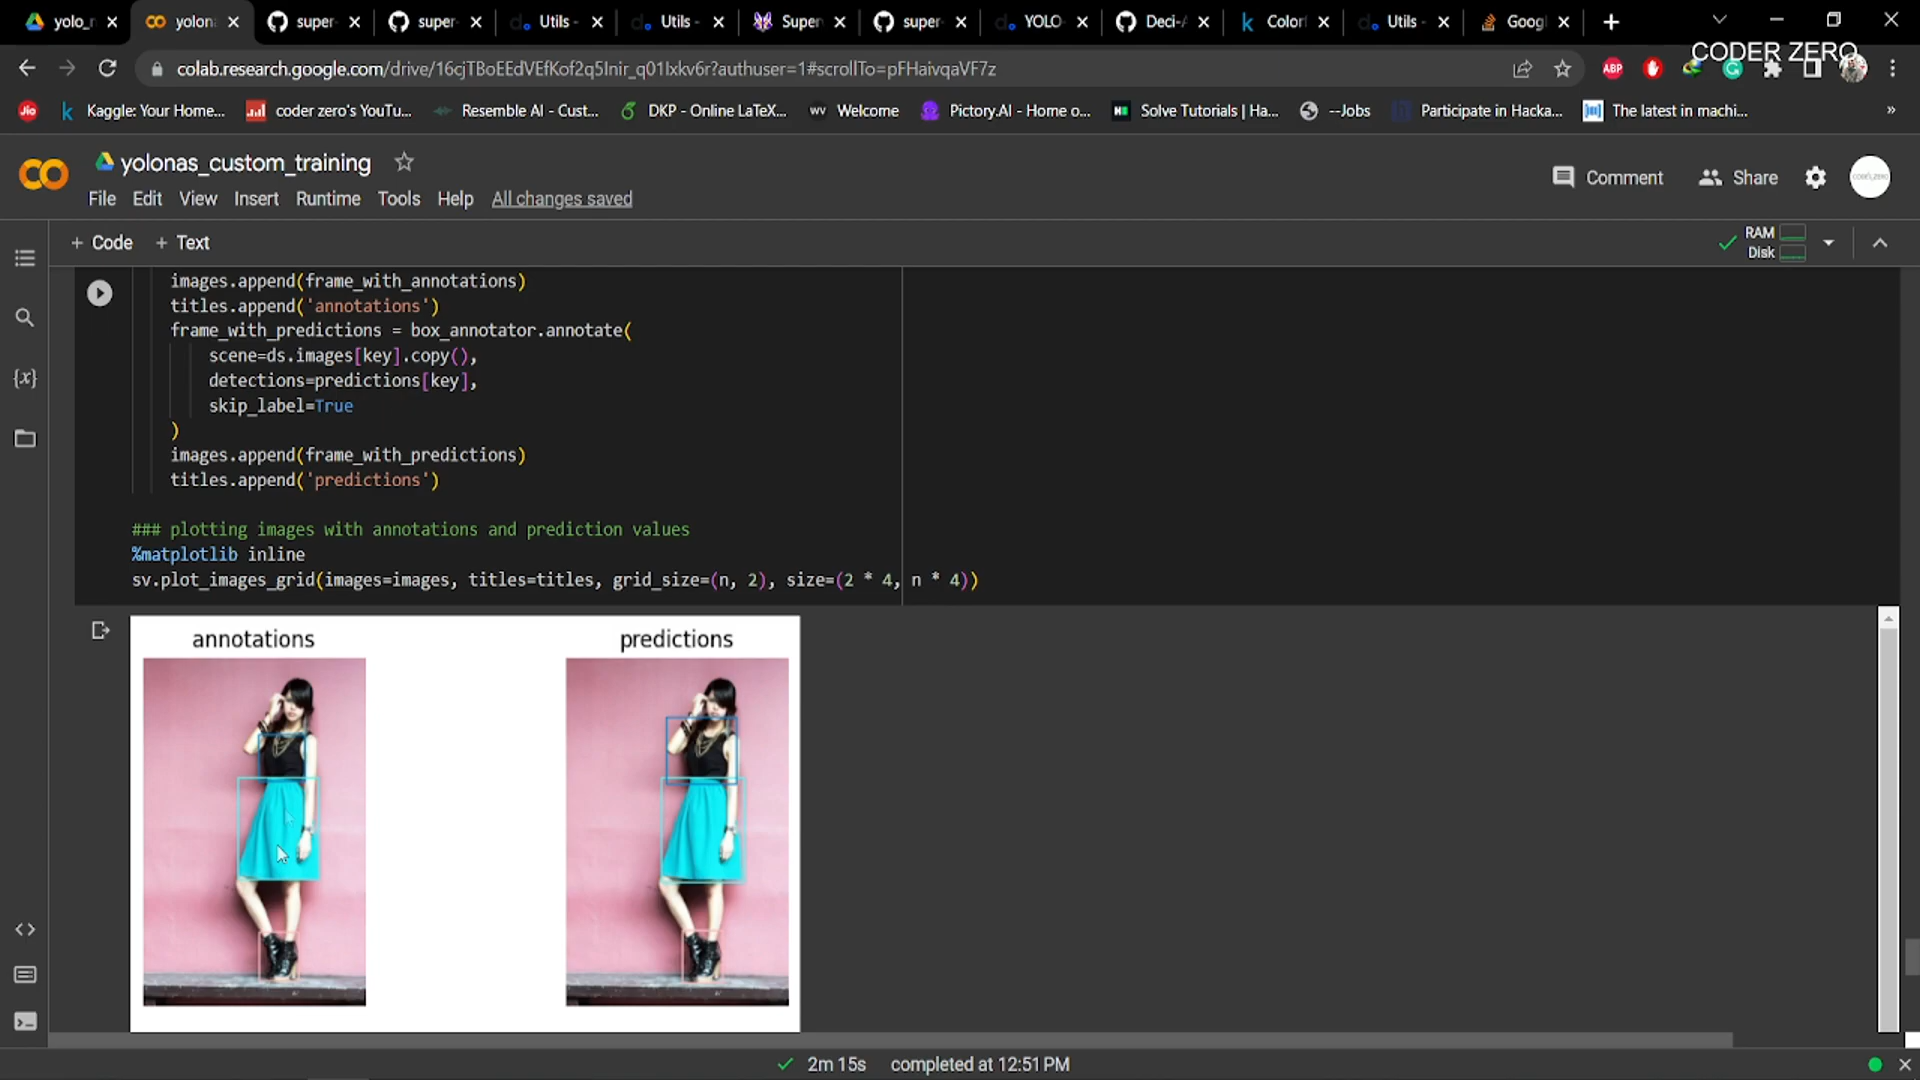 yolo_r
yolon
super-
super-
Utils -
Utils -
Super
super-
YOLO
Deci-
Color
Utils -
Googl
CODER ZERO
colab.research.google.com/drive/16cjTBoEEdVEfKof2q5Inir_q01Ixkv6r?authuser=1#scrollTo=pFHaivqaVF7z
ABP
Jio
Kaggle: Your Home...
coder zero's YouTu...
Resemble AI - Cust...
DKP - Online LaTeX...
WV Welcome
Pictory.AI - Home o...
Solve Tutorials | Ha...
--Jobs
Participate in Hacka...
The latest in machi...
yolonas_custom_training
Comment
Share
File Edit View Insert Runtime Tools Help All changes saved
+ Code + Text
RAM
Disk
images.append(frame_with_annotations)
titles.append('annotations')
frame_with_predictions = box_annotator.annotate(
scene=ds.images[key].copy(),
detections=predictions[key],
skip_label=True
)
images.append(frame_with_predictions)
titles.append('predictions')
### plotting images with annotations and prediction values
%matplotlib inline
sv.plot_images_grid(images=images, titles=titles, grid_size=(n, 2), size=(2 * 4, n * 4))
annotations
predictions
2m 15s completed at 12:51 PM